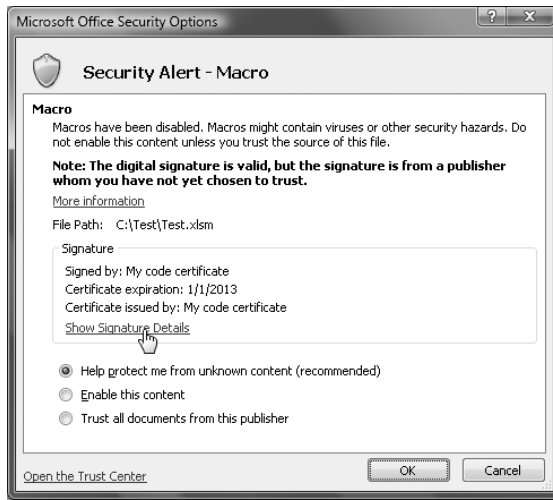 Microsoft Office Security Options
? X
Security Alert - Macro
Macro
Macros have been disabled. Macros might contain viruses or other security hazards. Do
not enable this content unless you trust the source of this file.
Note: The digital signature is valid, but the signature is from a publisher
whom you have not yet chosen to trust.
More information
File Path: C:\Test\Test.xlsm
Signature
Signed by: My code certificate
Certificate expiration: 1/1/2013
Certificate issued by: My code certificate
Show Signature Details
Help protect me from unknown content (recommended)
Enable this content
Trust all documents from this publisher
Open the Trust Center
OK
Cancel